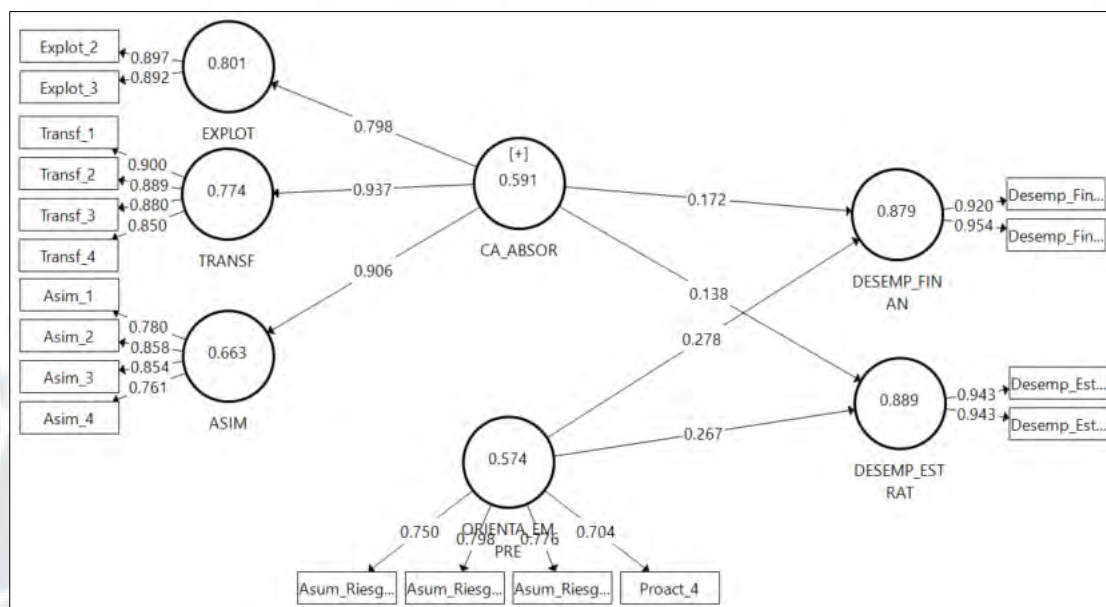 Explot_2
Explot_3
0.897
0.892
0.801
EXPLOT
Transf_1
Transf_2
Transf_3
Transf_4
0.900
0.889
0.880
0.850
0.774
TRANSF
Asim_1
Asim_2
Asim_3
Asim_4
0.780
0.858
0.854
0.761
0.663
ASIM
0.798
0.937
0.906
[+]
0.591
CA_ABSOR
0.172
0.138
0.278
0.267
0.879
DESEMP_FIN
AN
0.920
0.954
Desemp_Fin...
Desemp_Fin...
0.889
DESEMP_EST
RAT
0.943
0.943
Desemp_Est...
Desemp_Est...
0.574
ORIENTA_EM
PRE
0.750
0.798
0.776
0.704
Asum_Riesg...
Asum_Riesg...
Asum_Riesg...
Proact_4